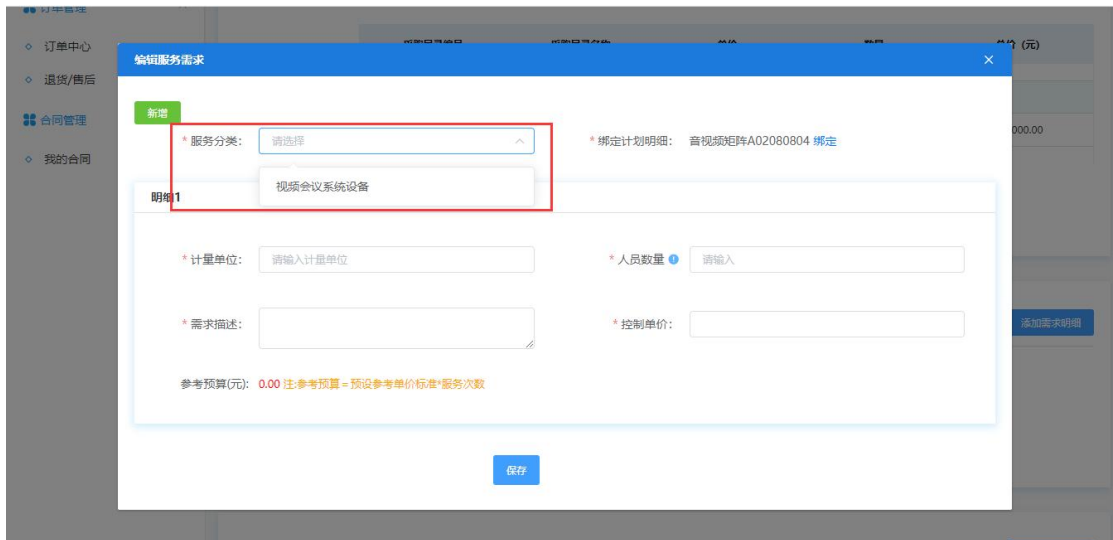 订单管理
订单中心
退货/售后
合同管理
我的合同
单价（元）
编辑服务需求
新增
* 服务分类： 请选择
* 绑定计划明细： 音视频矩阵A02080804 绑定
000.00
视频会议系统设备
明细1
* 计量单位： 请输入计量单位
* 人员数量 请输入
* 需求描述：
* 控制单价：
添加需求明细
参考预算(元): 0.00 注:参考预算 = 预设参考单价标准*服务次数
保存